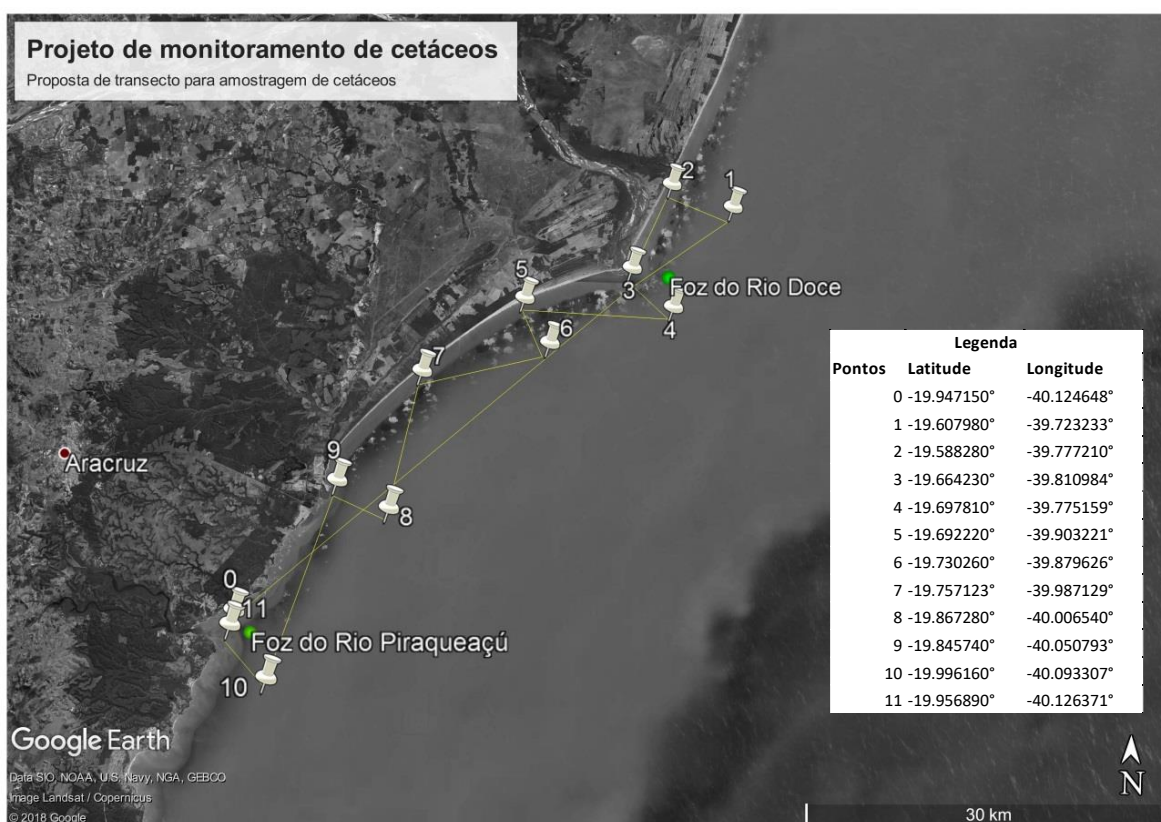 Projeto de monitoramento de cetáceos
Proposta de transecto para amostragem de cetáceos
2
1
5
3
Foz do Rio Doce
4
6
7
9
Aracruz
8
0
11
Foz do Rio Piraqueaçú
10
Legenda
Pontos Latitude Longitude
0 -19.947150° -40.124648°
1 -19.607980° -39.723233°
2 -19.588280° -39.777210°
3 -19.664230° -39.810984°
4 -19.697810° -39.775159°
5 -19.692220° -39.903221°
6 -19.730260° -39.879626°
7 -19.757123° -39.987129°
8 -19.867280° -40.006540°
9 -19.845740° -40.050793°
10 -19.996160° -40.093307°
11 -19.956890° -40.126371°
Google Earth
Data SIO, NOAA, U.S. Navy, NGA, GEBCO
Image Landsat / Copernicus
© 2018 Google
N
30 km